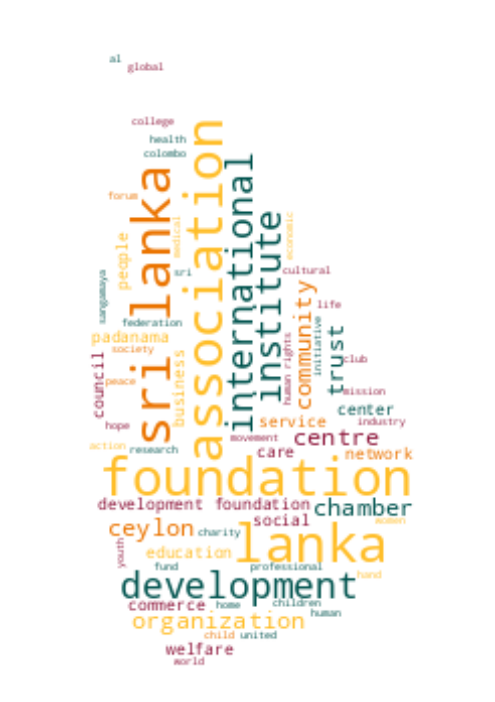 al
global
college
health
colombo
forum
sri lanka
association
international
institute
medical
economic
people
sri
cultural
sangamaya
community
life
federation
initiative
trust
padanama
society
business
human rights
club
council
peace
mission
center
hope
service
industry
movement
centre
action
research
care
network
foundation
development foundation
chamber
social
women
ceylon
charity
lanka
youth
education
fund
professional
hand
development
commerce
home
children
human
organization
child
united
welfare
world